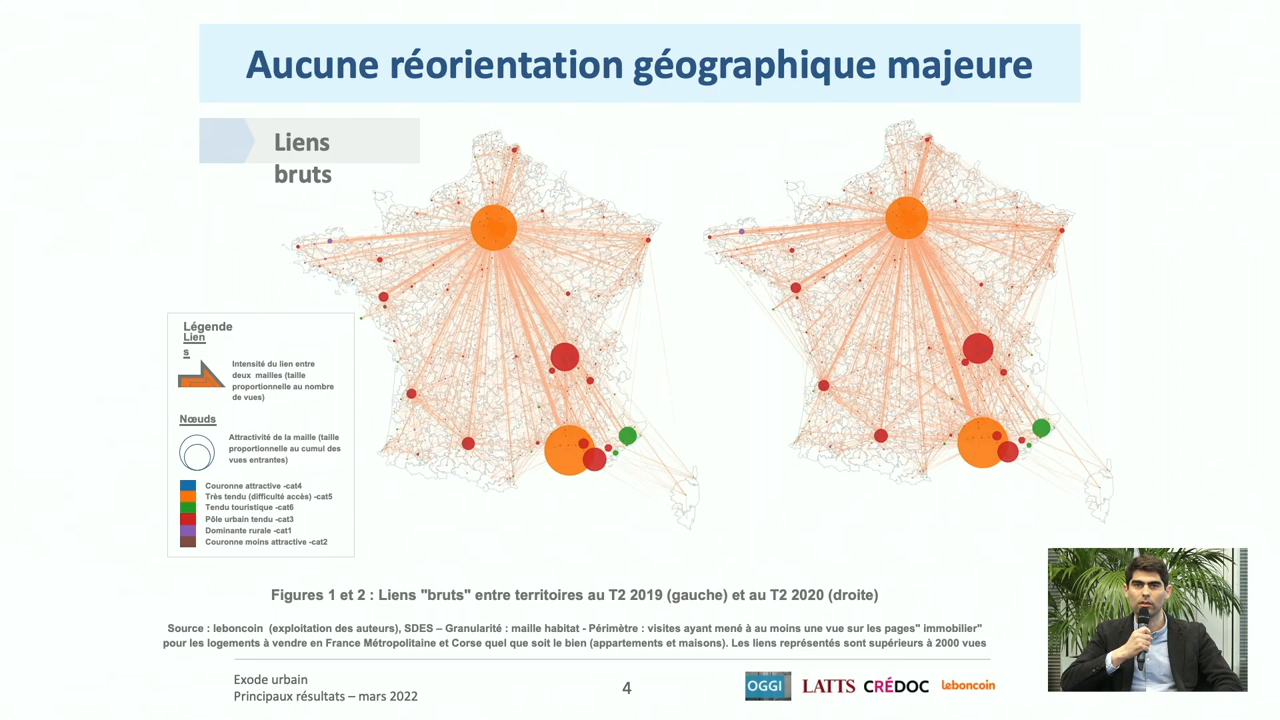 Aucune réorientation géographique majeure
Liens
bruts
Légende
Lien
s
Intensité du lien entre
deux mailles (taille
proportionnelle au nombre
de vues)
Nœuds
Attractivité de la maille (taille
proportionnelle au cumul des
vues entrantes)
Couronne attractive -cat4
Très tendu (difficulté accès) -cat5
Tendu touristique -cat6
Pôle urbain tendu -cat3
Dominante rurale -cat1
Couronne moins attractive -cat2
Figures 1 et 2 : Liens "bruts" entre territoires au T2 2019 (gauche) et au T2 2020 (droite)
Source : leboncoin (exploitation des auteurs), SDES – Granularité : maille habitat - Périmètre : visites ayant mené à au moins une vue sur les pages" immobilier"
pour les logements à vendre en France Métropolitaine et Corse quel que soit le bien (appartements et maisons). Les liens représentés sont supérieurs à 2000 vues
Exode urbain
Principaux résultats – mars 2022
4
OGGI
LATTS
CRÉDOC
leboncoin